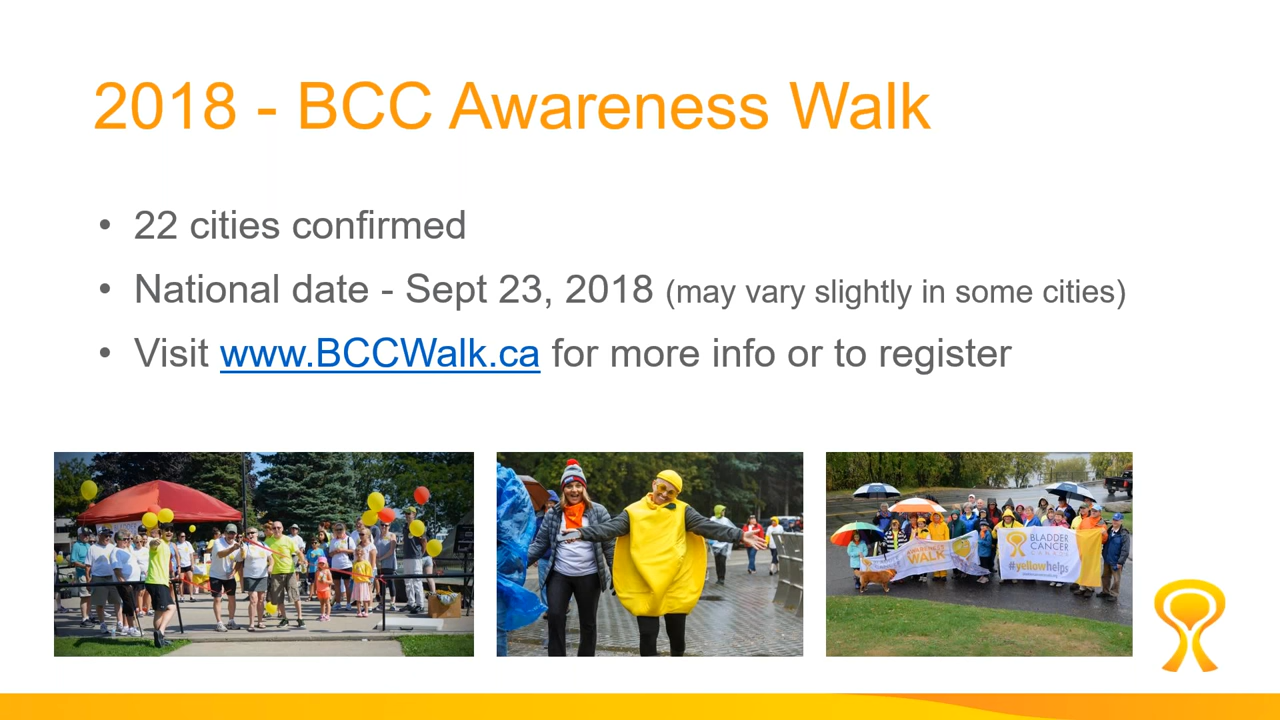 2018 - BCC Awareness Walk
• 22 cities confirmed
• National date - Sept 23, 2018 (may vary slightly in some cities)
• Visit www.BCCWalk.ca for more info or to register
WALK
BLADDER
CANCER
CANADA
#yellowhelps